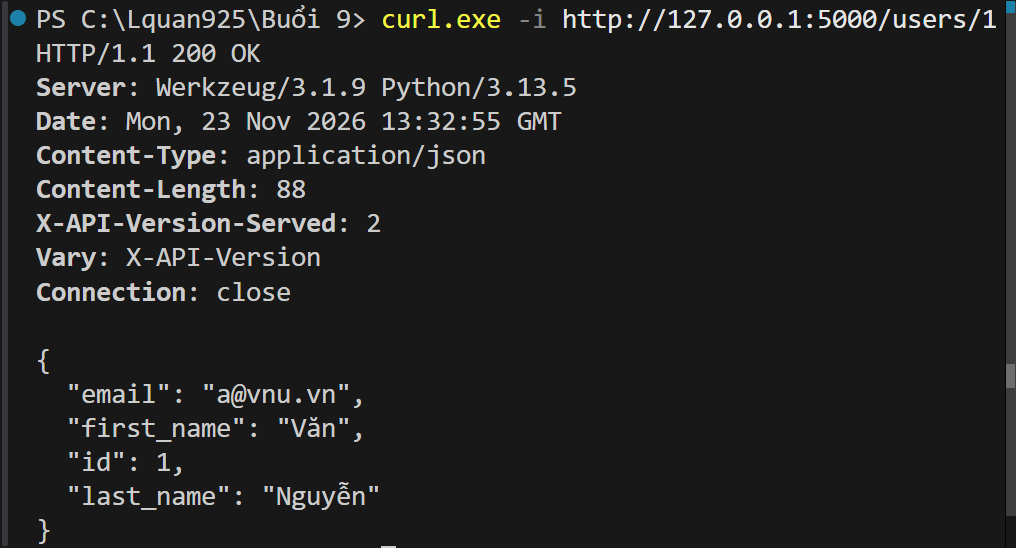 PS C:\Lquan925\Buổi 9> curl.exe -i http://127.0.0.1:5000/users/1
HTTP/1.1 200 OK
Server: Werkzeug/3.1.9 Python/3.13.5
Date: Mon, 23 Nov 2026 13:32:55 GMT
Content-Type: application/json
Content-Length: 88
X-API-Version-Served: 2
Vary: X-API-Version
Connection: close

{
  "email": "a@vnu.vn",
  "first_name": "Văn",
  "id": 1,
  "last_name": "Nguyễn"
}